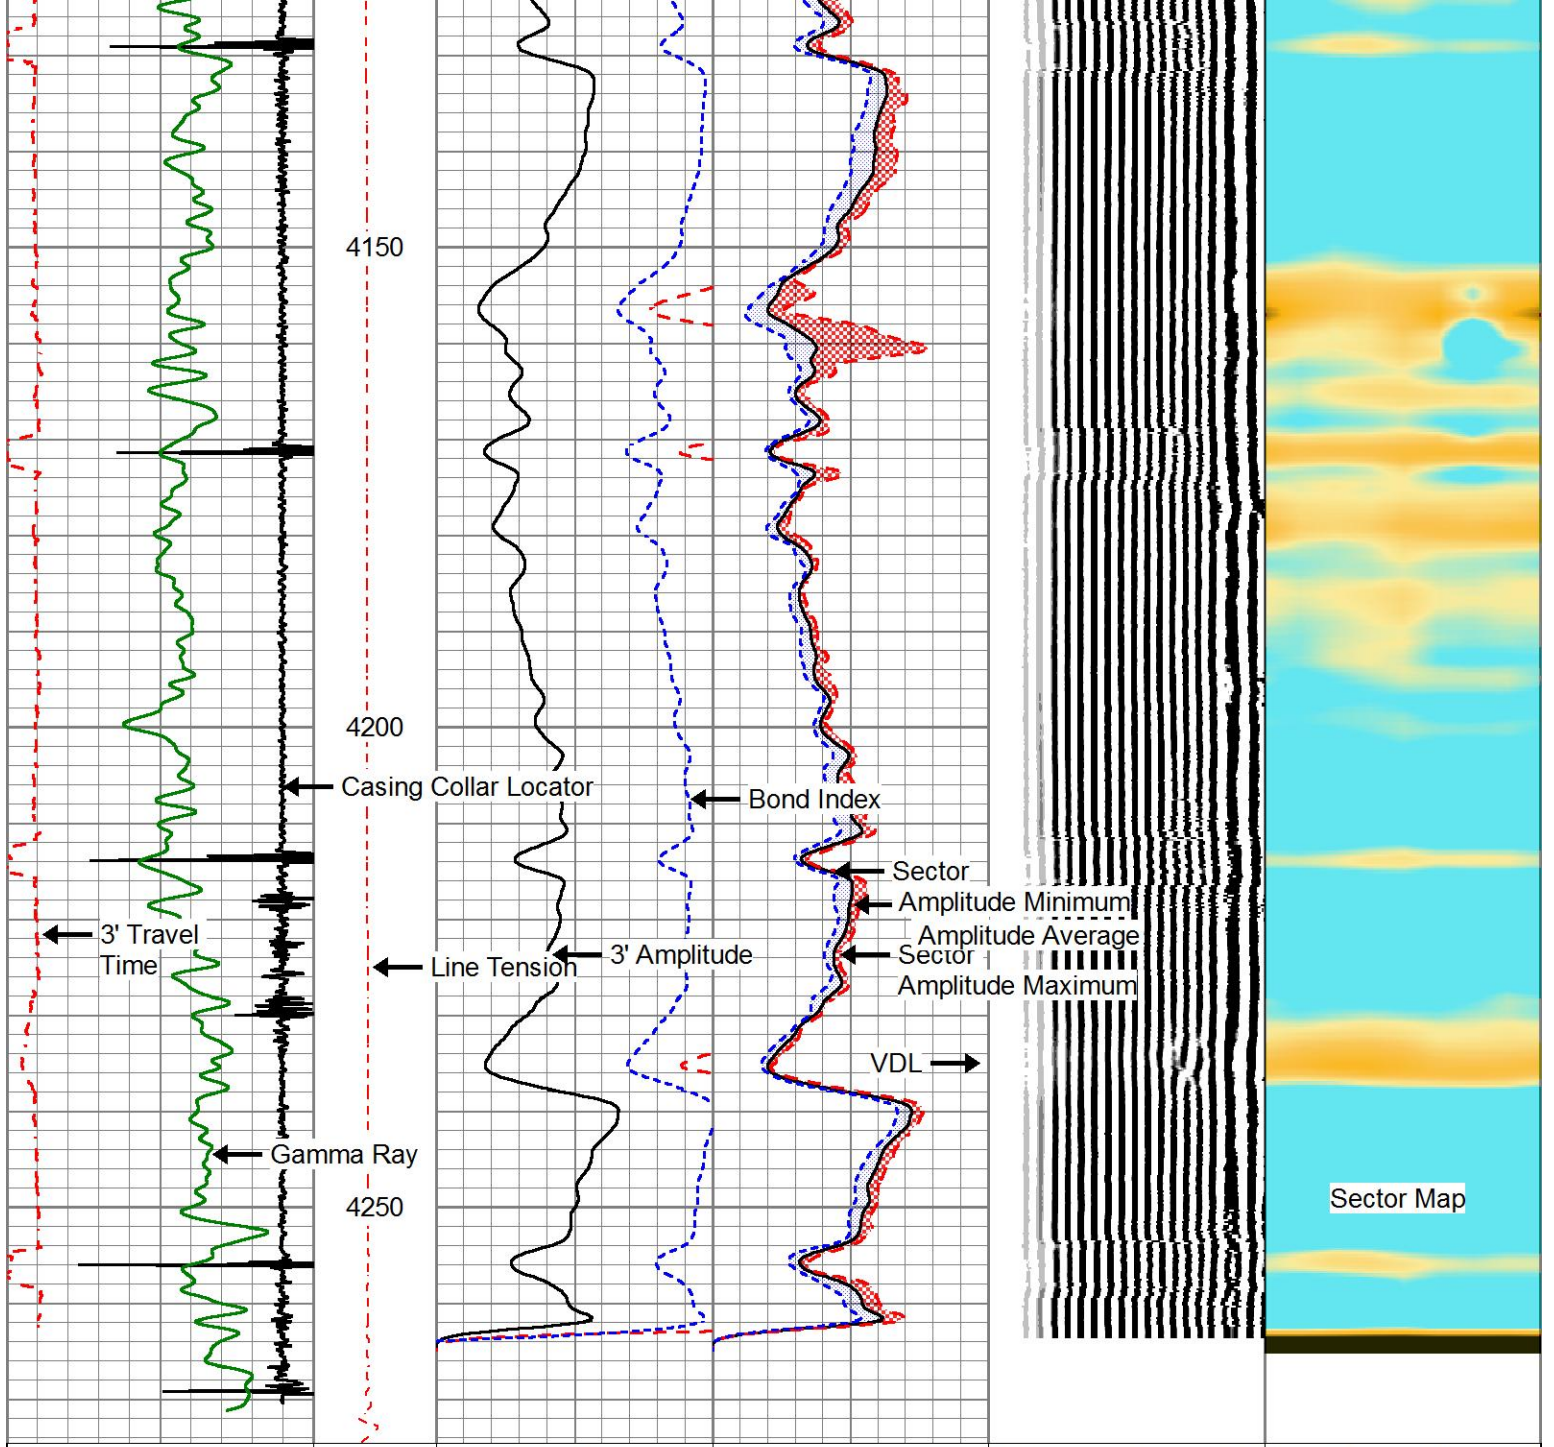 4150
4200
Casing Collar Locator
Bond Index
Sector
Amplitude Minimum
3' Travel
Time
Amplitude Average
Line Tension
3' Amplitude
Sector
Amplitude Maximum
VDL
Gamma Ray
4250
Sector Map